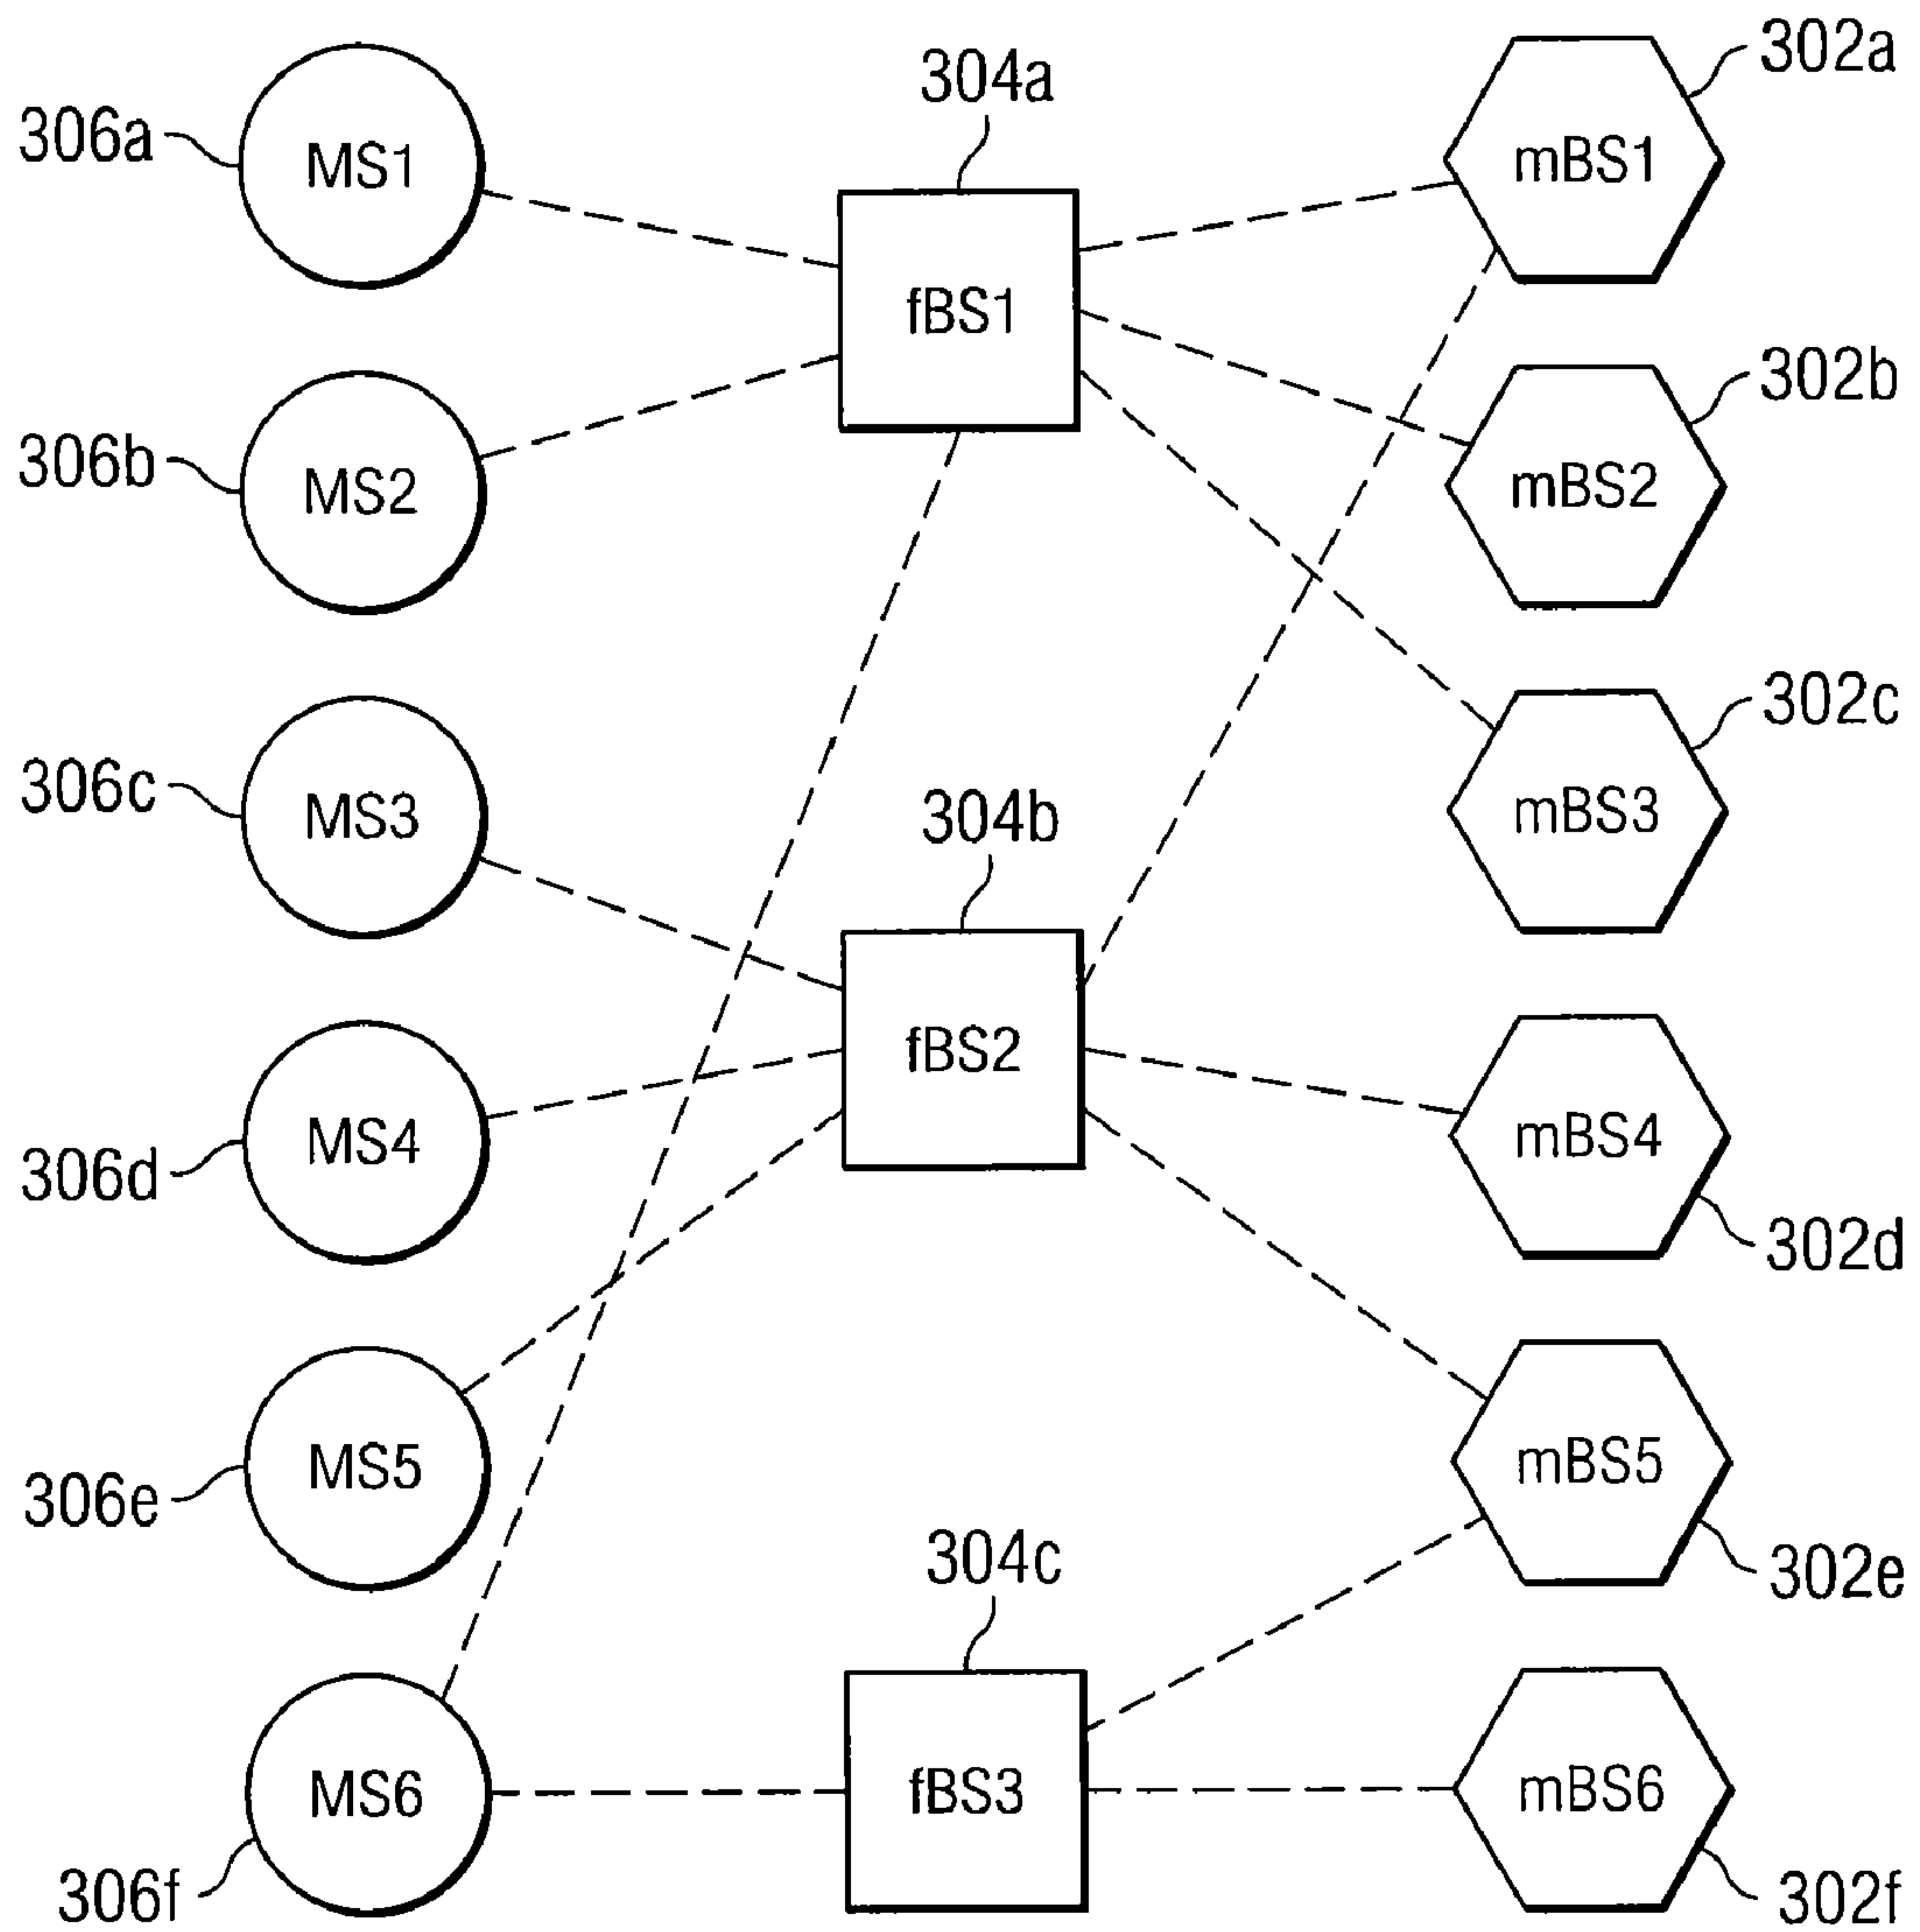 302a
304a
306a
MS1
mBS1
fBS1
302b
306b
MS2
mBS2
302c
306c
MS3
304b
mBS3
fBS2
306d
MS4
mBS4
302d
306e
MS5
mBS5
304c
302e
MS6
fBS3
mBS6
306f
302f